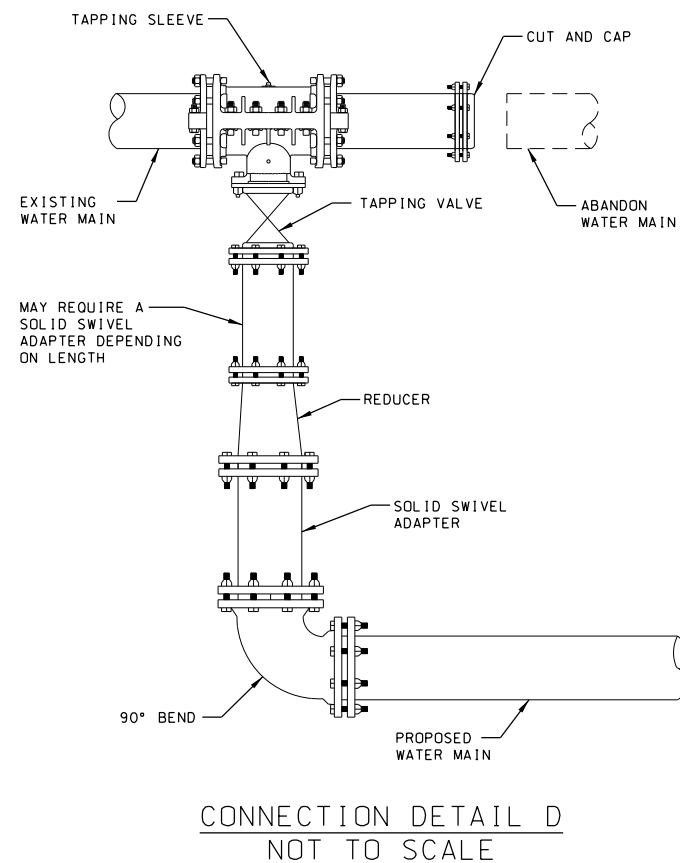 TAPPING SLEEVE
CUT AND CAP
EXISTING
WATER MAIN
TAPPING VALVE
ABANDON
WATER MAIN
MAY REQUIRE A
SOLID SWIVEL
ADAPTER DEPENDING
ON LENGTH
REDUCER
SOLID SWIVEL
ADAPTER
90° BEND
PROPOSED
WATER MAIN
CONNECTION DETAIL D
NOT TO SCALE